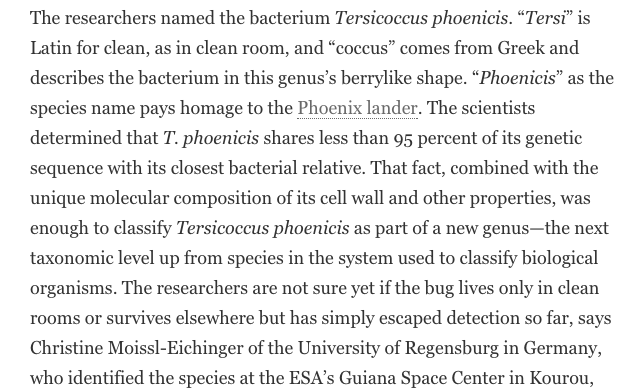 The researchers named the bacterium Tersicoccus phoenicis. “Tersi” is
Latin for clean, as in clean room, and “coccus” comes from Greek and
describes the bacterium in this genus’s berrylike shape. “Phoenicis” as the
species name pays homage to the Phoenix lander. The scientists
determined that T. phoenicis shares less than 95 percent of its genetic
sequence with its closest bacterial relative. That fact, combined with the
unique molecular composition of its cell wall and other properties, was
enough to classify Tersicoccus phoenicis as part of a new genus—the next
taxonomic level up from species in the system used to classify biological
organisms. The researchers are not sure yet if the bug lives only in clean
rooms or survives elsewhere but has simply escaped detection so far, says
Christine Moissl-Eichinger of the University of Regensburg in Germany,
who identified the species at the ESA’s Guiana Space Center in Kourou,